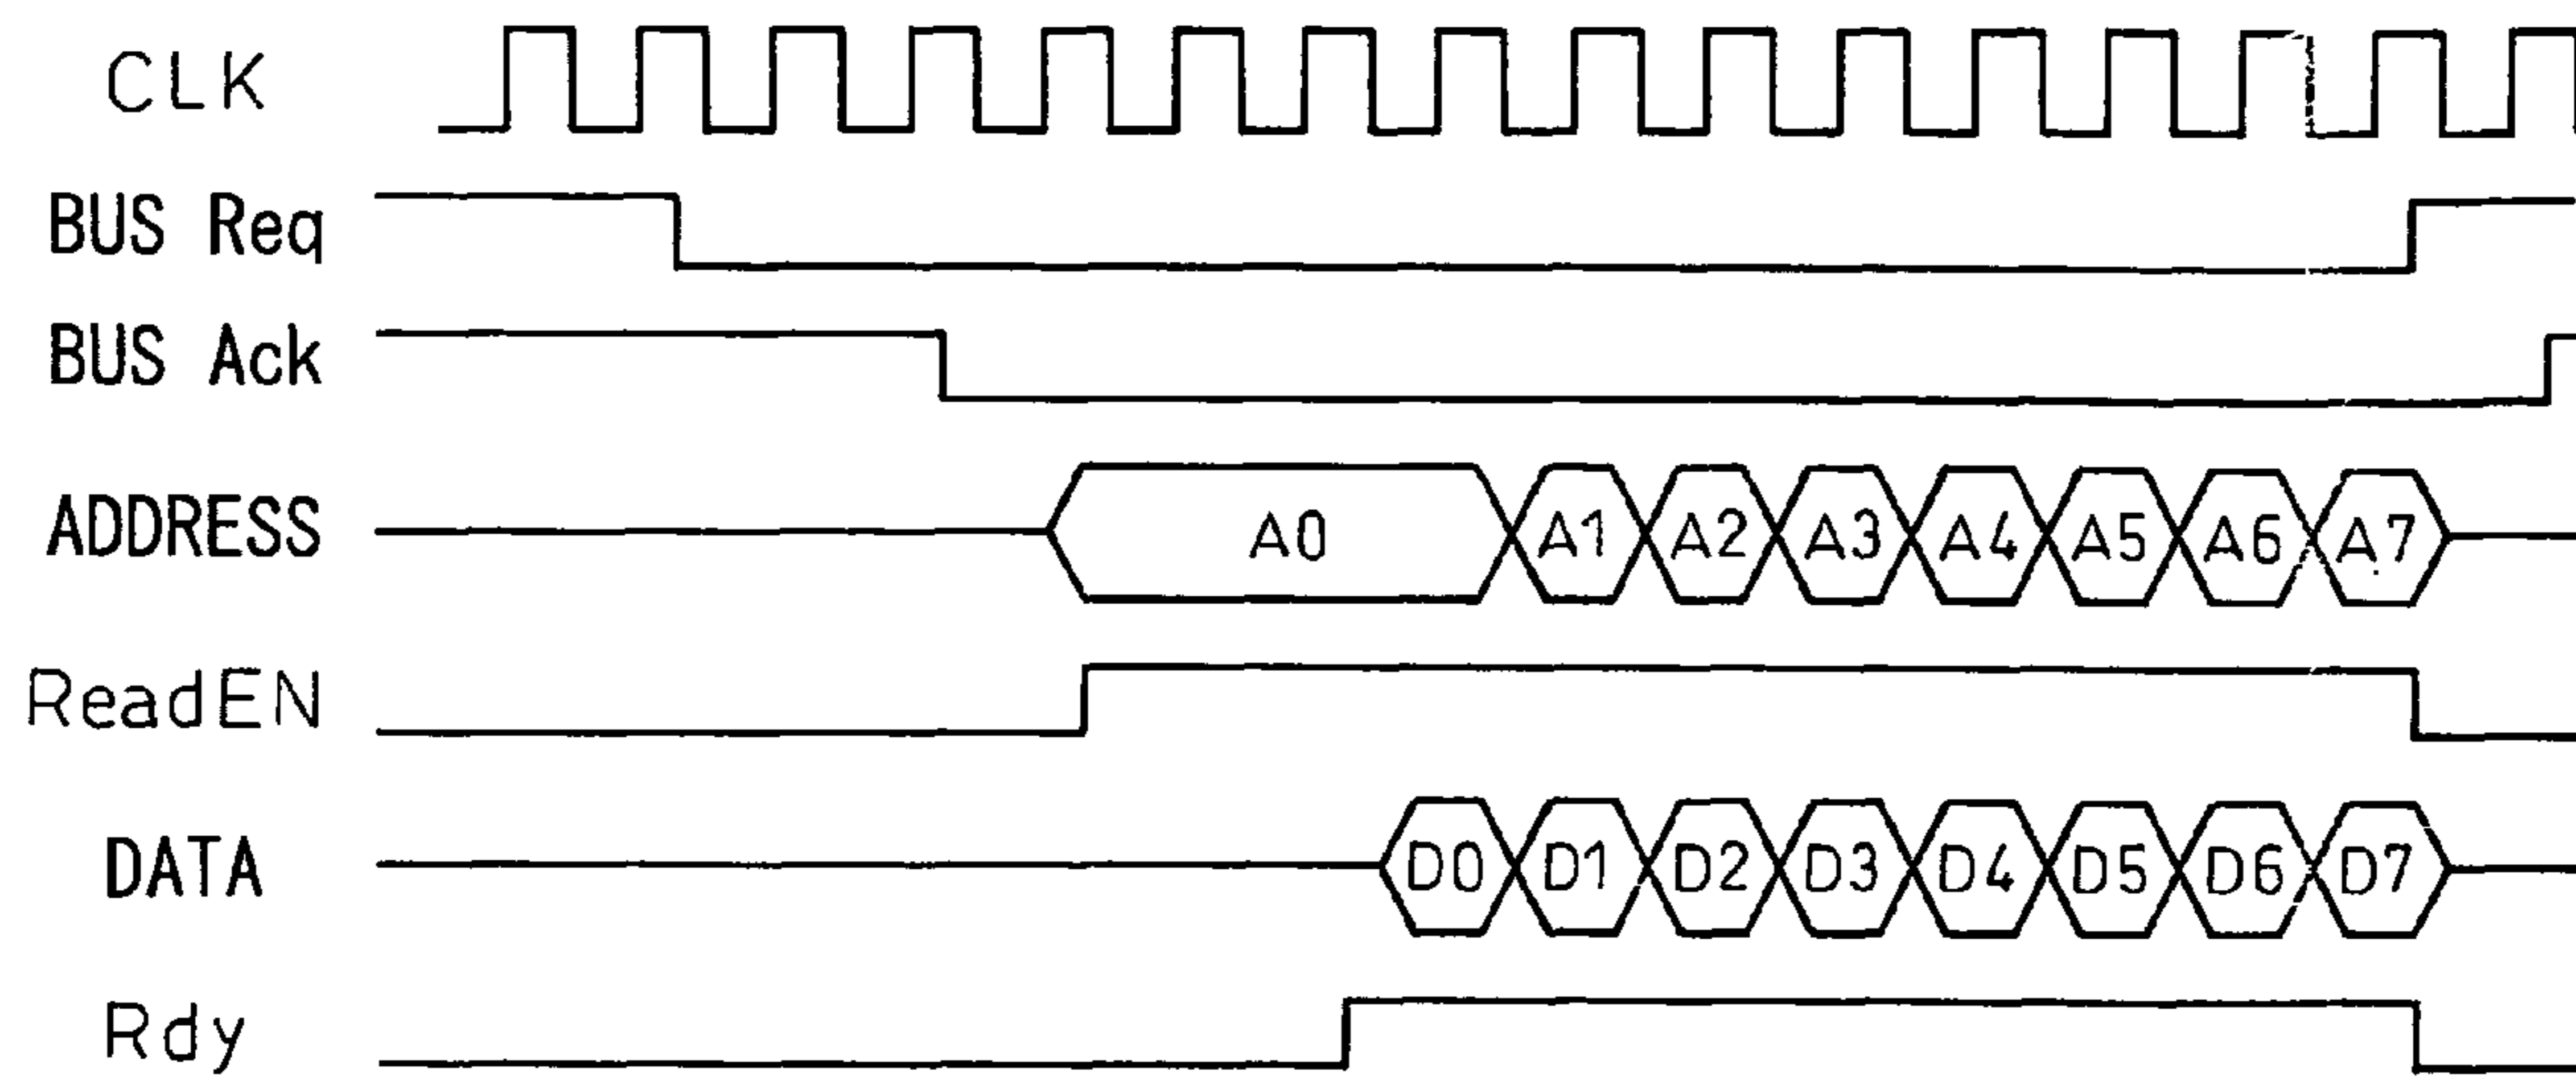 CLK
BUS Req
BUS Ack
ADDRESS A0 A1 A2 A3 A4 A5 A6 A7
ReadEN
DATA D0 D1 D2 D3 D4 D5 D6 D7
Rdy